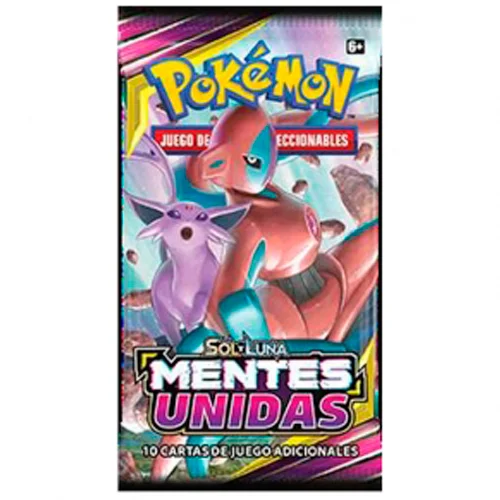 6+
POKÉMON
JUEGO DE ECCIONABLES
SOL Y LUNA
MENTES
UNIDAS
10 CARTAS DE JUEGO ADICIONALES